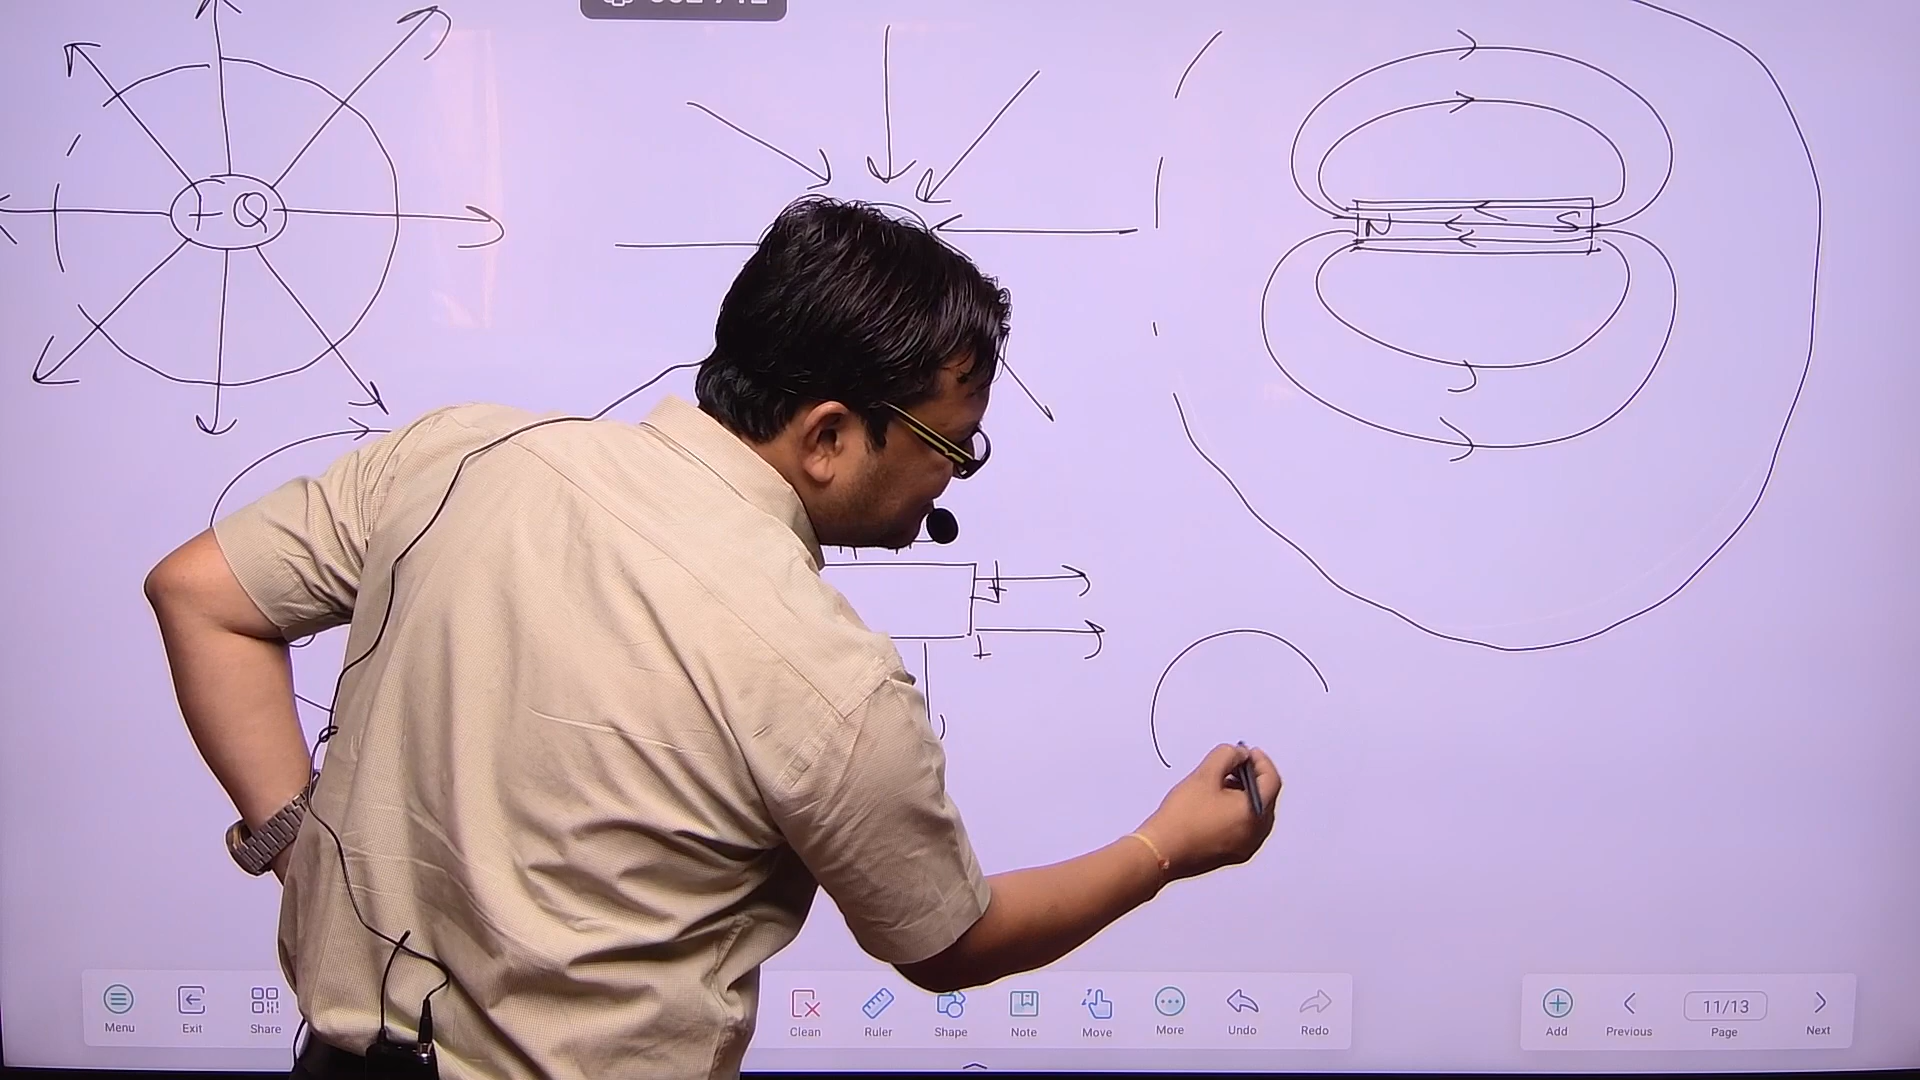 +Q
N S
+
+
Menu Exit Share Clean Ruler Shape Note Move More Undo Redo Add Previous Page Next
11/13